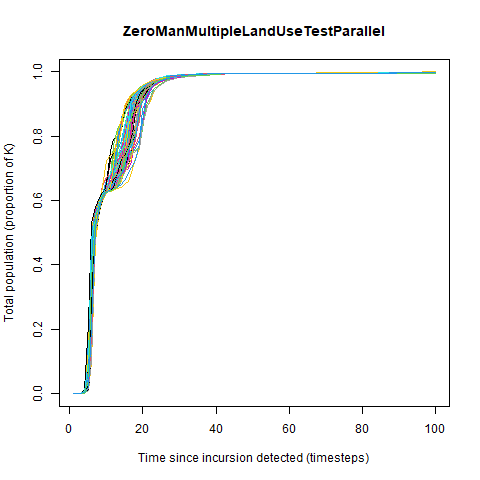 ZeroManMultipleLandUseTestParallel
Total population (proportion of K)
1.0
0.8
0.6
0.4
0.2
0.0
0 20 40 60 80 100
Time since incursion detected (timesteps)